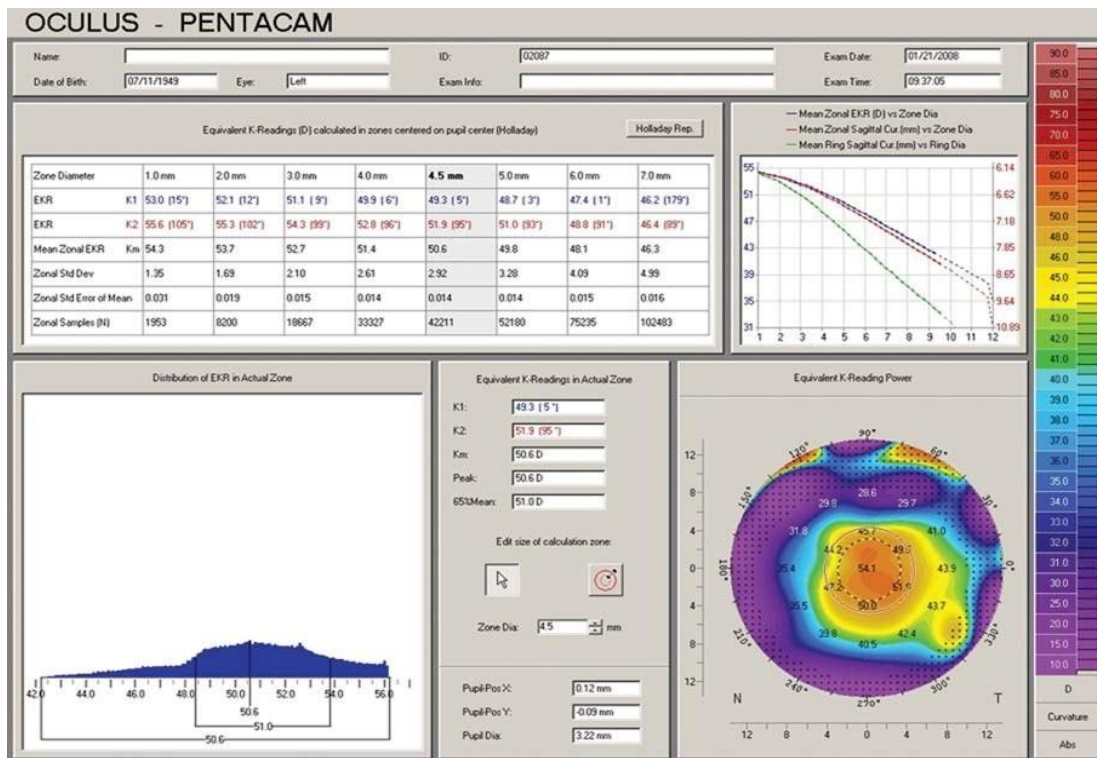 OCULUS - PENTACAM
Name: ID: 02087 Exam Date: 01/21/2008
Date of Birth: 07/11/1949 Eye: Left Exam Info: Exam Time: 09:37:05
Equivalent K-Readings (D) calculated in zones centered on pupil center (Holladay) Holladay Rep.
Zone Diameter 1.0 mm 2.0 mm 3.0 mm 4.0 mm 4.5 mm 5.0 mm 6.0 mm 7.0 mm
EKR K1 53.0 (15°) 52.1 (12°) 51.1 ( 9°) 49.9 ( 6°) 49.3 ( 5°) 48.7 ( 3°) 47.4 ( 1°) 46.2 (179°)
EKR K2 55.6 (105°) 55.3 (102°) 54.3 (99°) 52.8 (96°) 51.9 (95°) 51.0 (93°) 48.8 (91°) 46.4 (89°)
Mean Zonal EKR Km 54.3 53.7 52.7 51.4 50.6 49.8 48.1 46.3
Zonal Std Dev 1.35 1.69 2.10 2.61 2.92 3.28 4.09 4.99
Zonal Std Error of Mean 0.031 0.019 0.015 0.014 0.014 0.014 0.015 0.016
Zonal Samples (N) 1953 8200 18667 33327 42211 52180 75235 102483
Mean Zonal EKR (D) vs Zone Dia
Mean Zonal Sagittal Cur.(mm) vs Zone Dia
Mean Ring Sagittal Cur.(mm) vs Ring Dia
55 6.14
51 6.62
47 7.18
43 7.85
39 8.65
35 9.64
31 10.89
1 2 3 4 5 6 7 8 9 10 11 12
Distribution of EKR in Actual Zone
42.0 44.0 46.0 48.0 50.0 52.0 54.0 56.0
50.6
51.0
50.6
Equivalent K-Readings in Actual Zone
K1: 49.3 ( 5 °)
K2: 51.9 (95 °)
Km: 50.6 D
Peak: 50.6 D
65%Mean: 51.0 D
Edit size of calculation zone:
Zone Dia: 4.5 mm
Pupil-Pos X: 0.12 mm
Pupil-Pos Y: -0.09 mm
Pupil Dia: 3.22 mm
Equivalent K-Reading Power
90°
120° 60°
150° 30°
180° 0°
210° 330°
240° 300°
270°
12
8
4
0
4
8
12
28.6
29.8 29.7
31.8 45.7 41.0
44.2
35.4 54.1 43.9
47.2
35.5 50.0 43.7
39.8 40.5 42.4
N T
12 8 4 0 4 8 12
90.0
85.0
80.0
75.0
70.0
65.0
60.0
55.0
50.0
48.0
46.0
45.0
44.0
43.0
42.0
41.0
40.0
39.0
38.0
37.0
36.0
35.0
34.0
33.0
32.0
31.0
30.0
25.0
20.0
15.0
10.0
D
Curvature
Abs